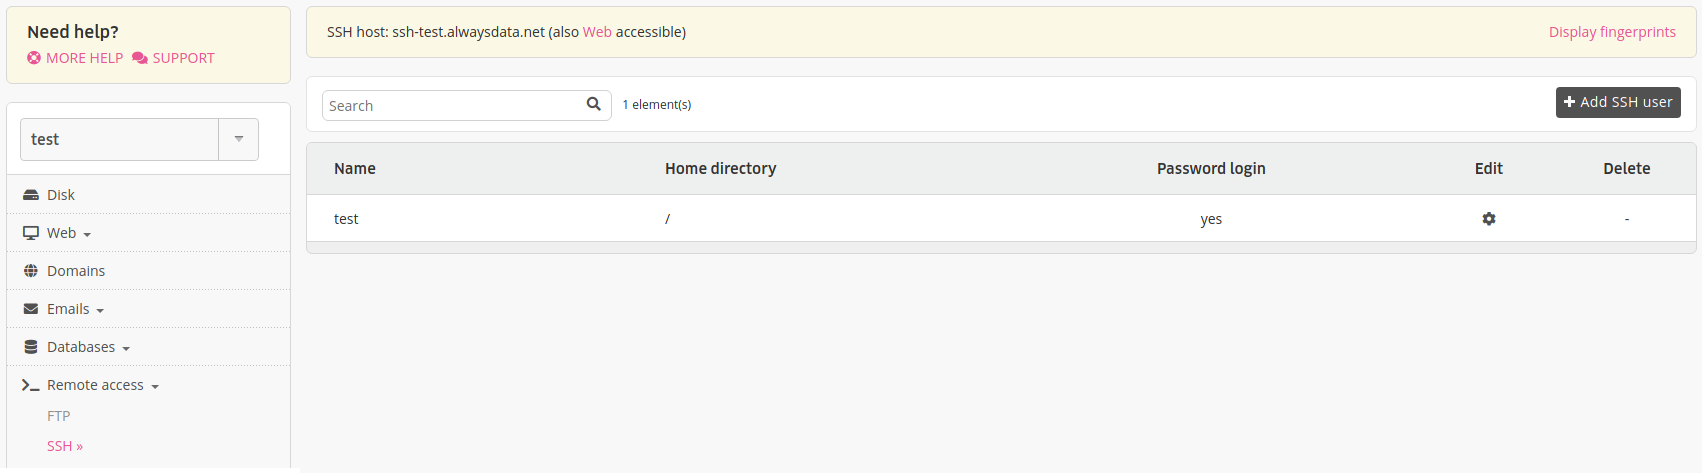 Need help?
MORE HELP SUPPORT
test
Disk
Web
Domains
Emails
Databases
Remote access
FTP
SSH »
SSH host: ssh-test.alwaysdata.net (also Web accessible)
Display fingerprints
Search
1 element(s)
+ Add SSH user
Name Home directory Password login Edit Delete
test / yes -